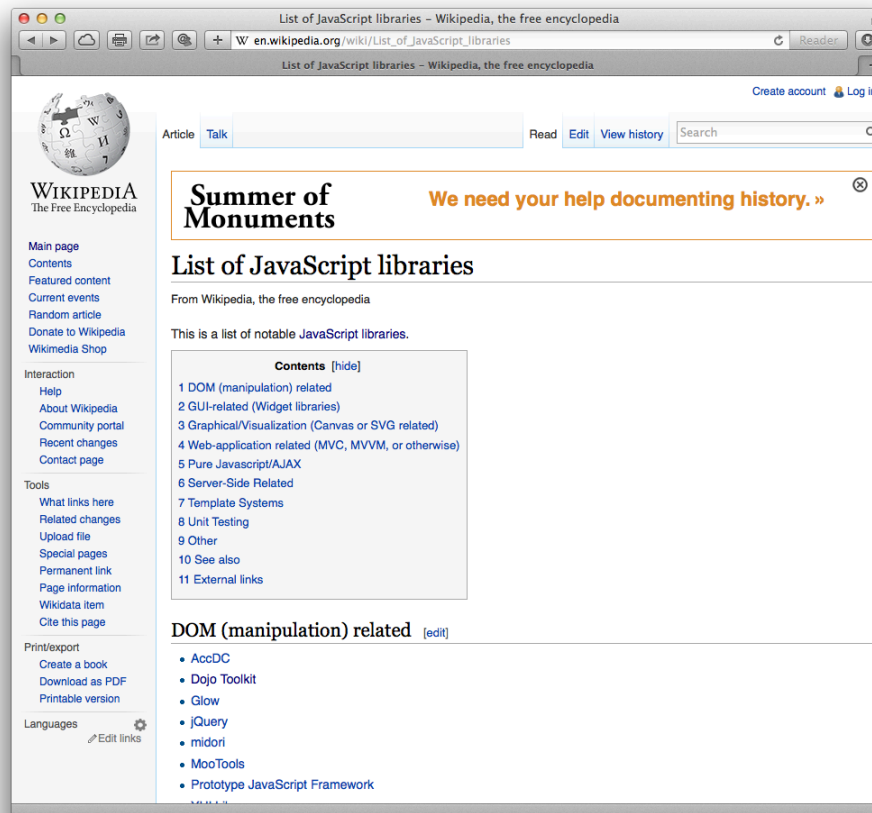 List of JavaScript libraries – Wikipedia, the free encyclopedia
W en.wikipedia.org/wiki/List_of_JavaScript_libraries
Reader
List of JavaScript libraries – Wikipedia, the free encyclopedia
Create account Log in
Article Talk Read Edit View history Search
WIKIPEDIA
The Free Encyclopedia
Main page
Contents
Featured content
Current events
Random article
Donate to Wikipedia
Wikimedia Shop
Interaction
Help
About Wikipedia
Community portal
Recent changes
Contact page
Tools
What links here
Related changes
Upload file
Special pages
Permanent link
Page information
Wikidata item
Cite this page
Print/export
Create a book
Download as PDF
Printable version
Languages
Edit links
Summer of
Monuments
We need your help documenting history. »
List of JavaScript libraries
From Wikipedia, the free encyclopedia
This is a list of notable JavaScript libraries.
Contents [hide]
1 DOM (manipulation) related
2 GUI-related (Widget libraries)
3 Graphical/Visualization (Canvas or SVG related)
4 Web-application related (MVC, MVVM, or otherwise)
5 Pure Javascript/AJAX
6 Server-Side Related
7 Template Systems
8 Unit Testing
9 Other
10 See also
11 External links
DOM (manipulation) related [edit]
• AccDC
• Dojo Toolkit
• Glow
• jQuery
• midori
• MooTools
• Prototype JavaScript Framework